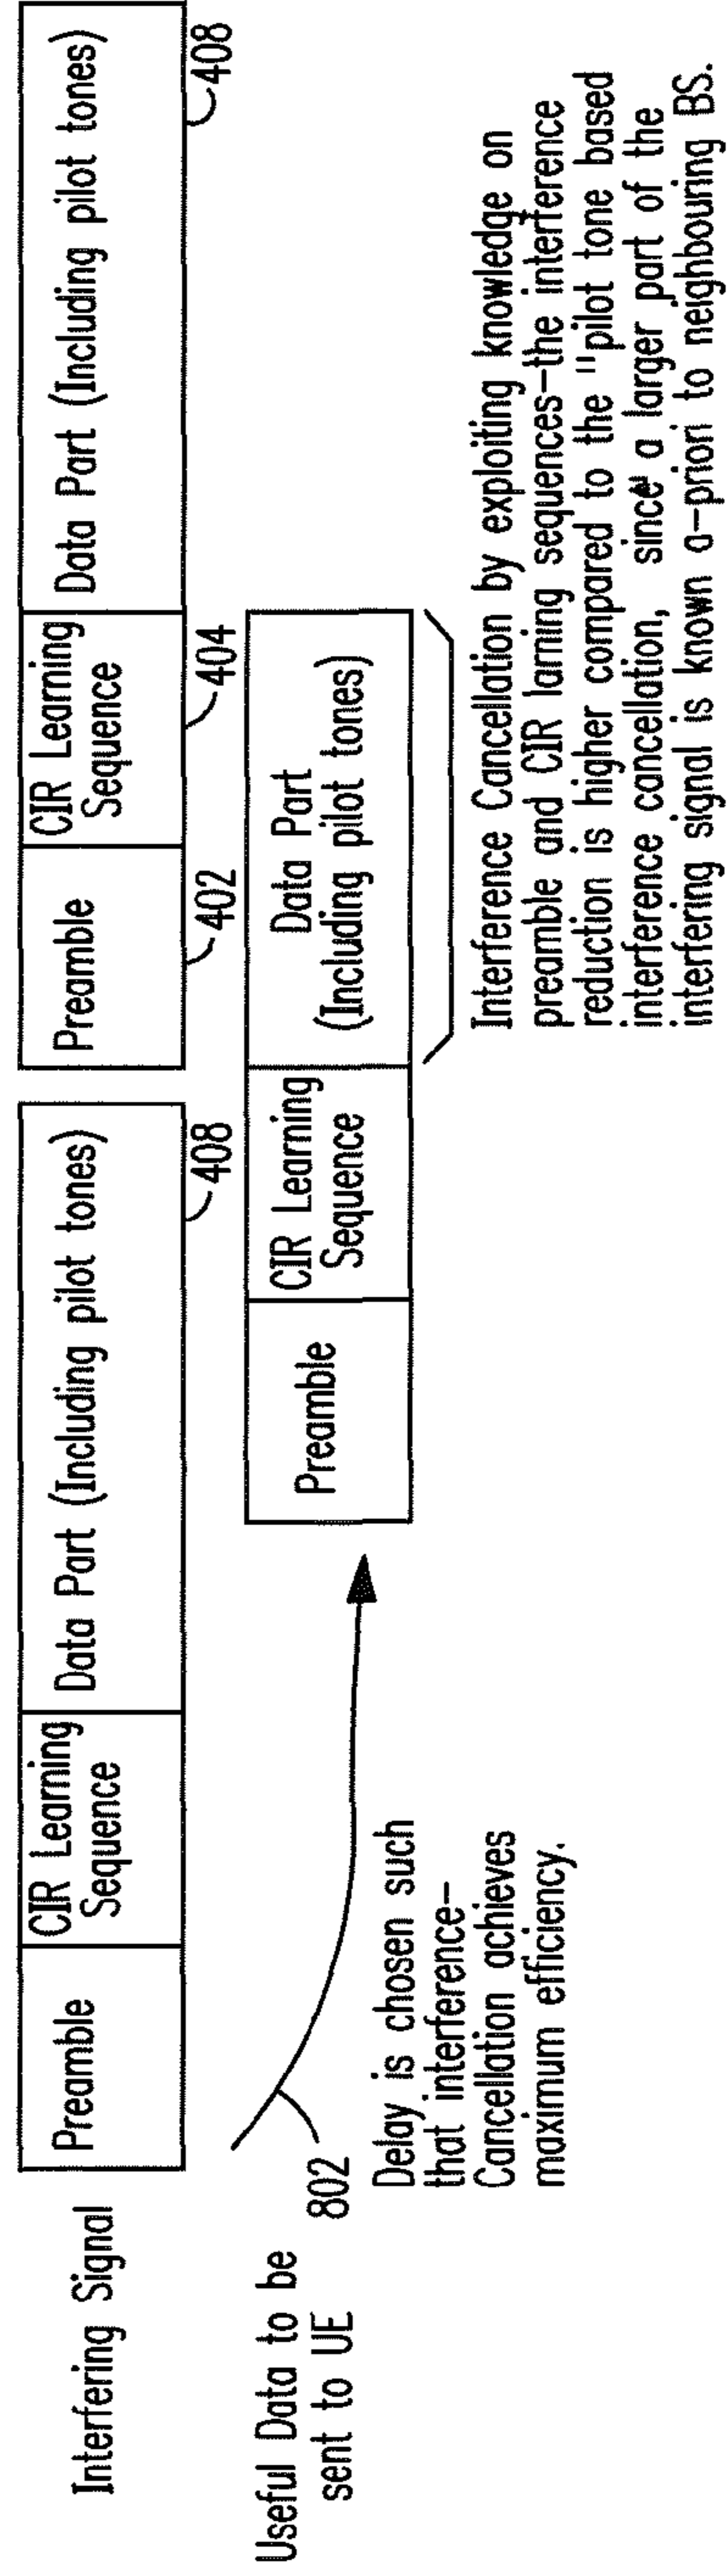 Interfering Signal
Preamble
CIR Learning
Sequence
Data Part (Including pilot tones)
408
Preamble
402
CIR Learning
Sequence
404
Data Part (Including pilot tones)
408
Useful Data to be
sent to UE
802
Delay is chosen such
that interference-
Cancellation achieves
maximum efficiency.
Preamble
CIR Learning
Sequence
Data Part
(Including pilot tones)
Interference Cancellation by exploiting knowledge on
preamble and CIR larning sequences-the interference
reduction is higher compared to the "pilot tone based
interference cancellation, since a larger part of the
interfering signal is known a-priori to neighbouring BS.